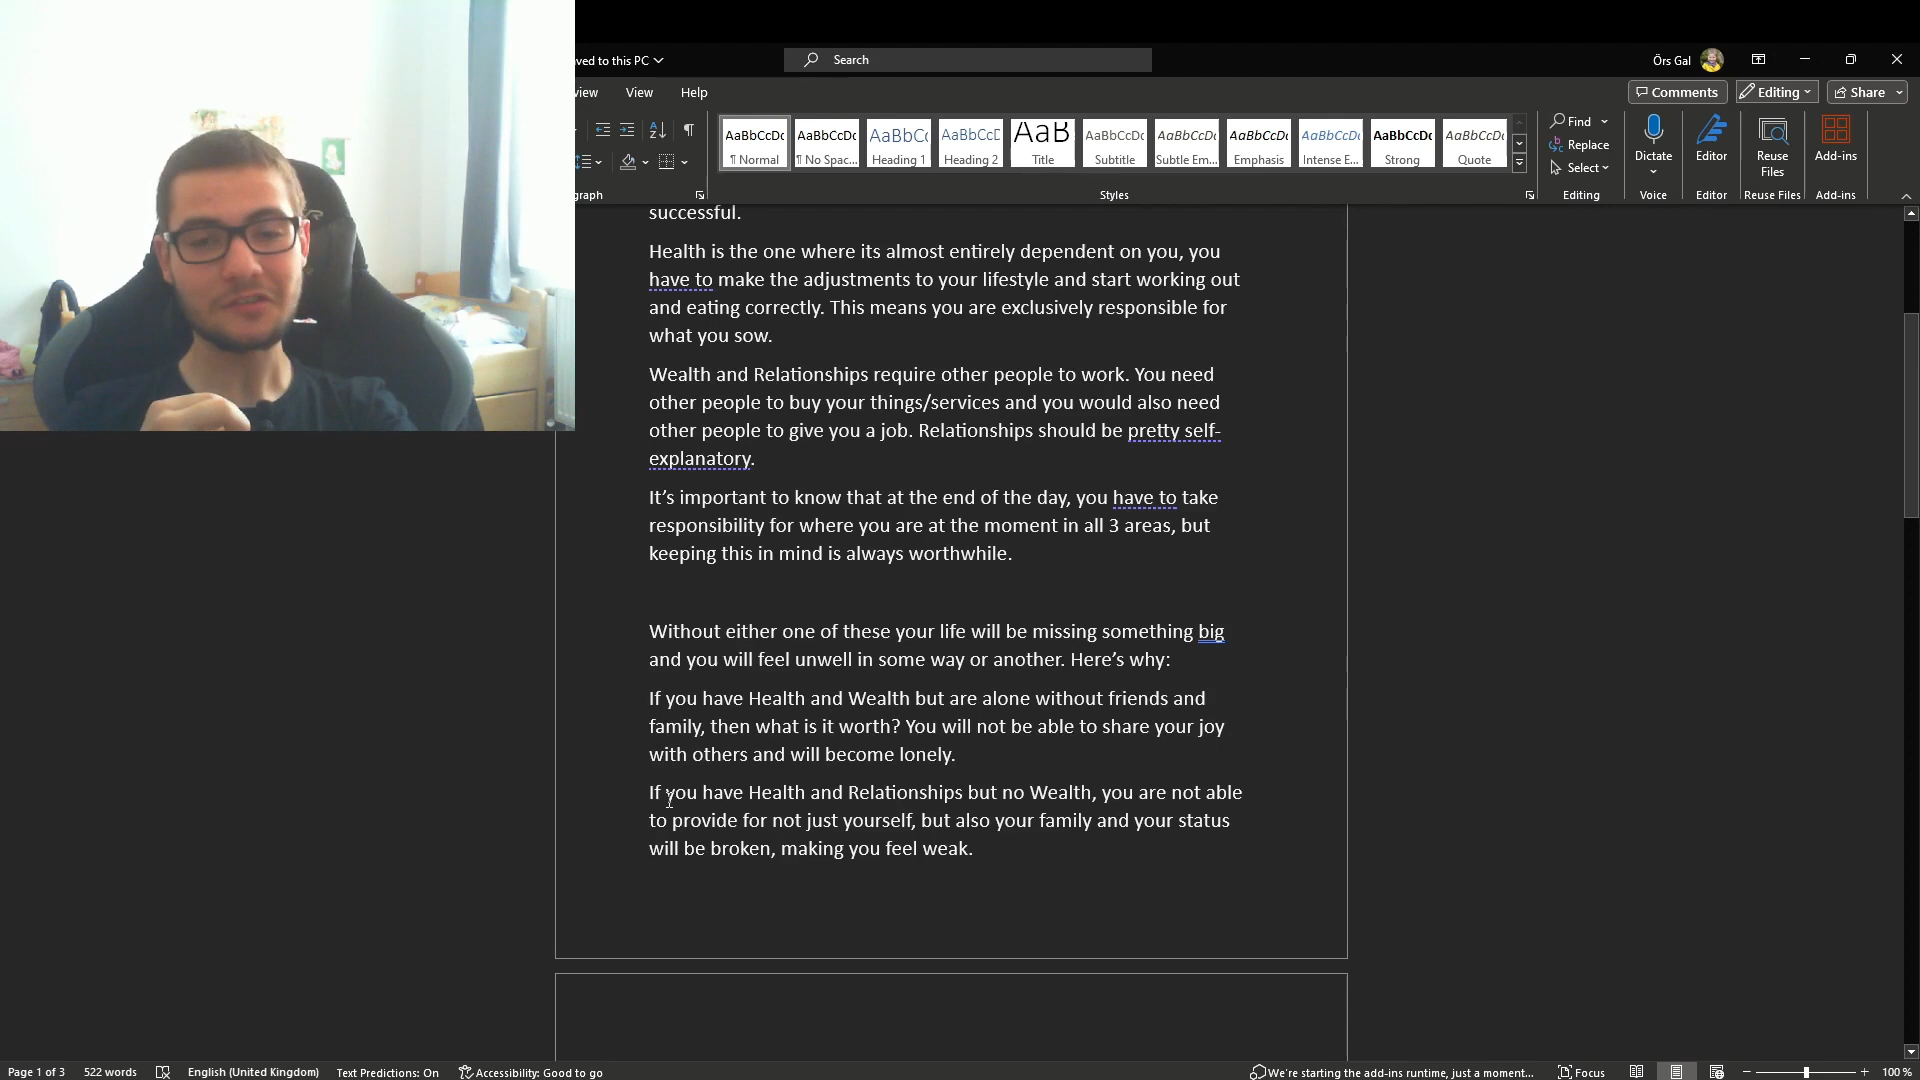 ved to this PC
Search
Örs Gal
view View Help
Comments Editing Share
AaBbCcDc AaBbCcDc AaBbC( AaBbCcD AaB AaBbCcD AaBbCcDc AaBbCcDc AaBbCcDc AaBbCcDc AaBbCcDc
¶ Normal ¶ No Spac... Heading 1 Heading 2 Title Subtitle Subtle Em... Emphasis Intense E... Strong Quote
Find
Replace
Select
Dictate Editor Reuse Files Add-ins
graph Styles Editing Voice Editor Reuse Files Add-ins
successful.
Health is the one where its almost entirely dependent on you, you
have to make the adjustments to your lifestyle and start working out
and eating correctly. This means you are exclusively responsible for
what you sow.
Wealth and Relationships require other people to work. You need
other people to buy your things/services and you would also need
other people to give you a job. Relationships should be pretty self-
explanatory.
It’s important to know that at the end of the day, you have to take
responsibility for where you are at the moment in all 3 areas, but
keeping this in mind is always worthwhile.
Without either one of these your life will be missing something big
and you will feel unwell in some way or another. Here’s why:
If you have Health and Wealth but are alone without friends and
family, then what is it worth? You will not be able to share your joy
with others and will become lonely.
If you have Health and Relationships but no Wealth, you are not able
to provide for not just yourself, but also your family and your status
will be broken, making you feel weak.
Page 1 of 3 522 words English (United Kingdom) Text Predictions: On Accessibility: Good to go We're starting the add-ins runtime, just a moment... Focus 100 %